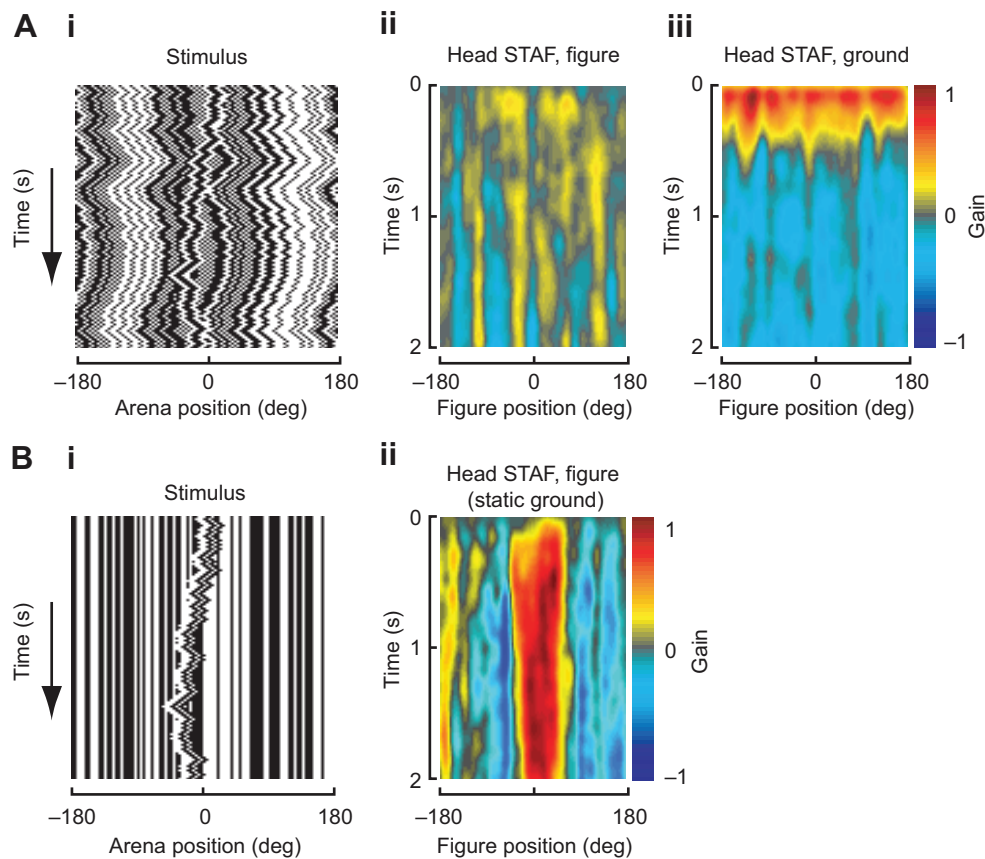 A i ii iii
Stimulus
Head STAF, figure
Head STAF, ground
Time (s)
−180 0 180
Arena position (deg)
0
1
2
Time (s)
−180 0 180
Figure position (deg)
0
1
2
Time (s)
−180 0 180
Figure position (deg)
1
0
−1
Gain
B i ii
Stimulus
Head STAF, figure
(static ground)
Time (s)
−180 0 180
Arena position (deg)
0
1
2
Time (s)
−180 180
Figure position (deg)
1
0
−1
Gain